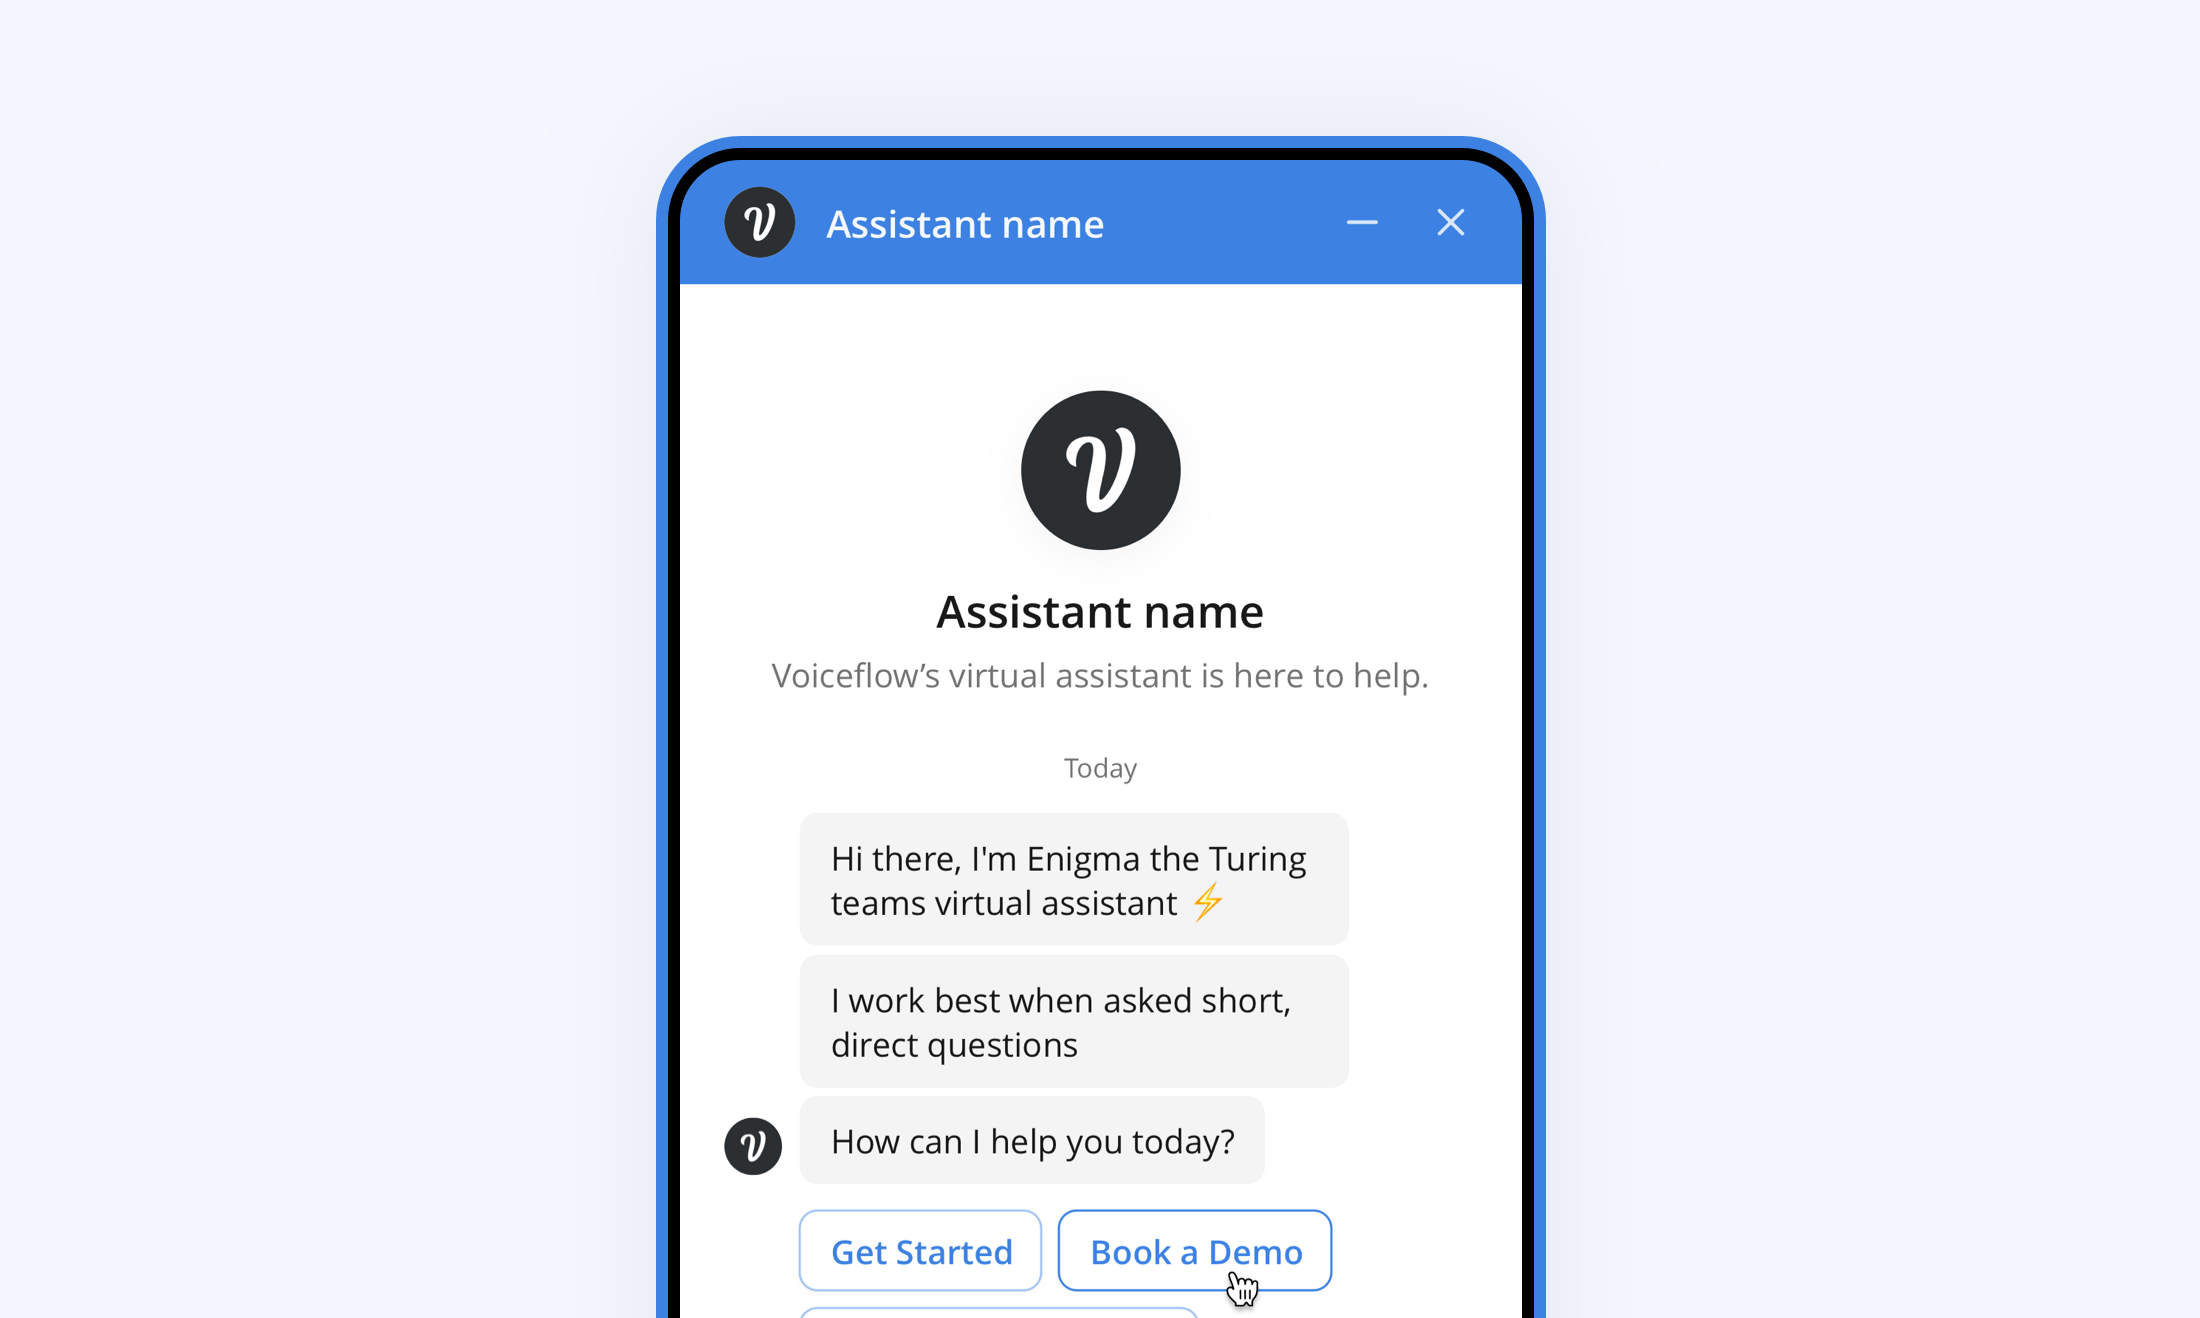 V
Assistant name
V
Assistant name
Voiceflow’s virtual assistant is here to help.
Today
Hi there, I'm Enigma the Turing
teams virtual assistant ⚡
I work best when asked short,
direct questions
V
How can I help you today?
Get Started
Book a Demo